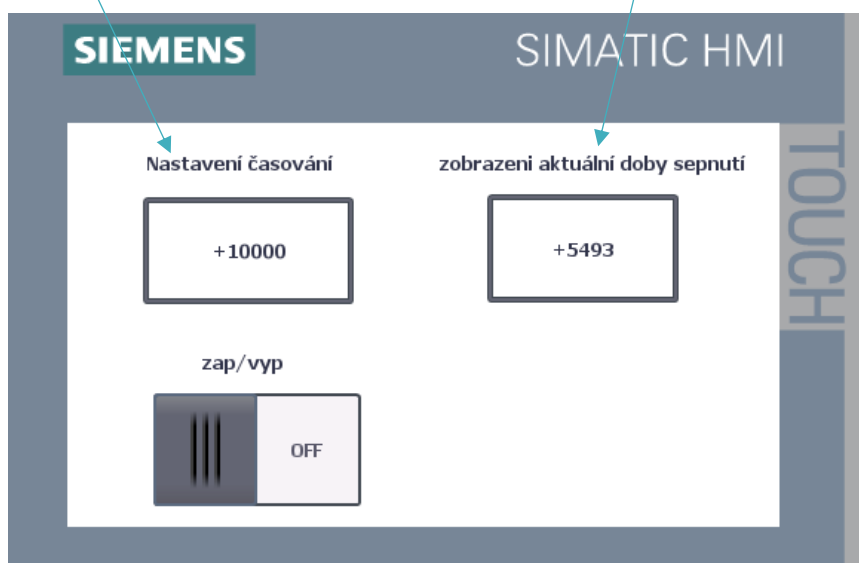 SIEMENS
SIMATIC HMI
TOUCH
Nastavení časování
zobrazeni aktuální doby sepnutí
+10000
+5493
zap/vyp
OFF